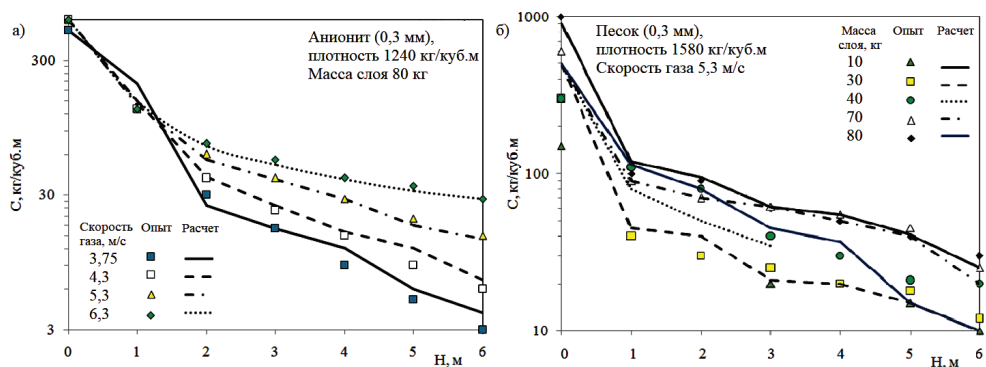 а)
Анионит (0,3 мм),
плотность 1240 кг/куб.м
Масса слоя 80 кг
300
30
3
С, кг/куб.м
Скорость газа, м/с
Опыт
Расчет
3,75
4,3
5,3
6,3
0 1 2 3 4 5 6
Н, м
б)
1000
100
10
С, кг/куб.м
Песок (0,3 мм),
плотность 1580 кг/куб.м
Скорость газа 5,3 м/с
Масса слоя, кг
Опыт
Расчет
10
30
40
70
80
0 1 2 3 4 5 6
Н, м